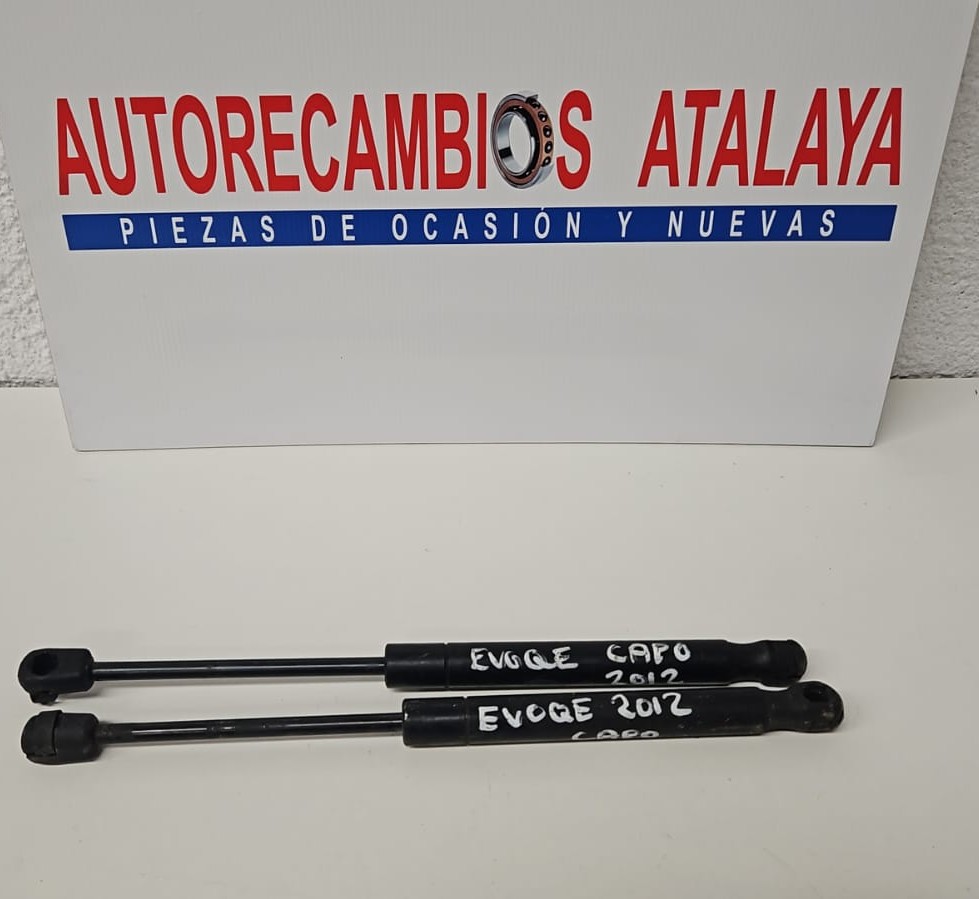 AUTORECAMBIOS ATALAYA
PIEZAS DE OCASIÓN Y NUEVAS
EVOQE CAPO
2012
EVOQE 2012
CAPO